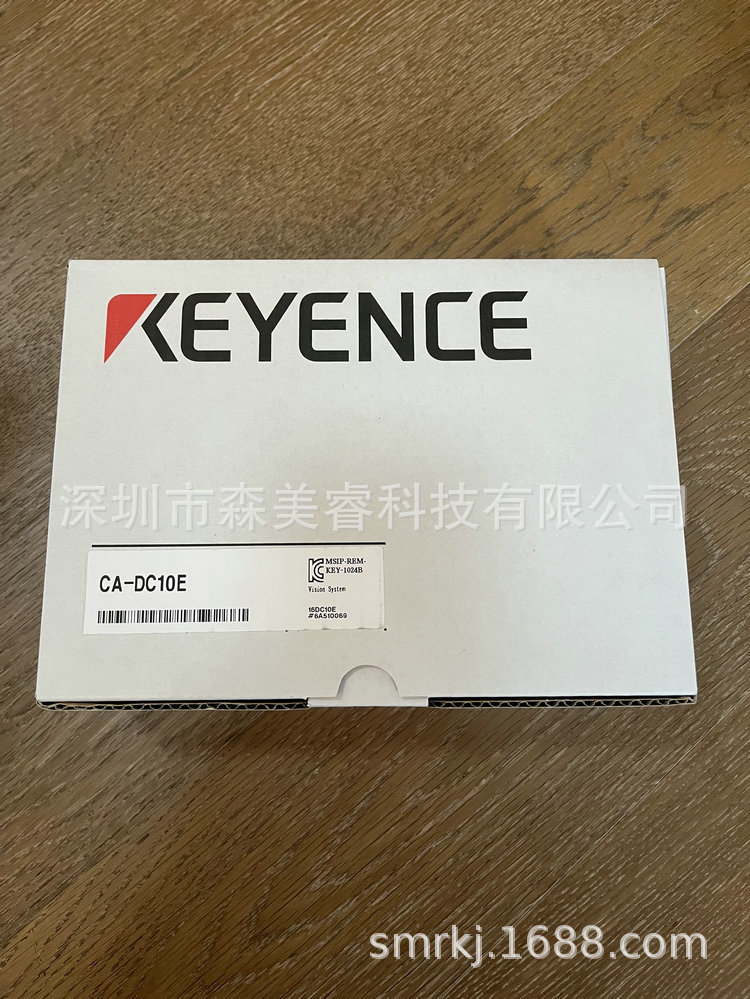 KEYENCE
深圳市森美睿科技有限公司
CA-DC10E
MSIP-REM-
KEY-1024B
Vision System
15DC10E
#6A510069
smrkj.1688.com